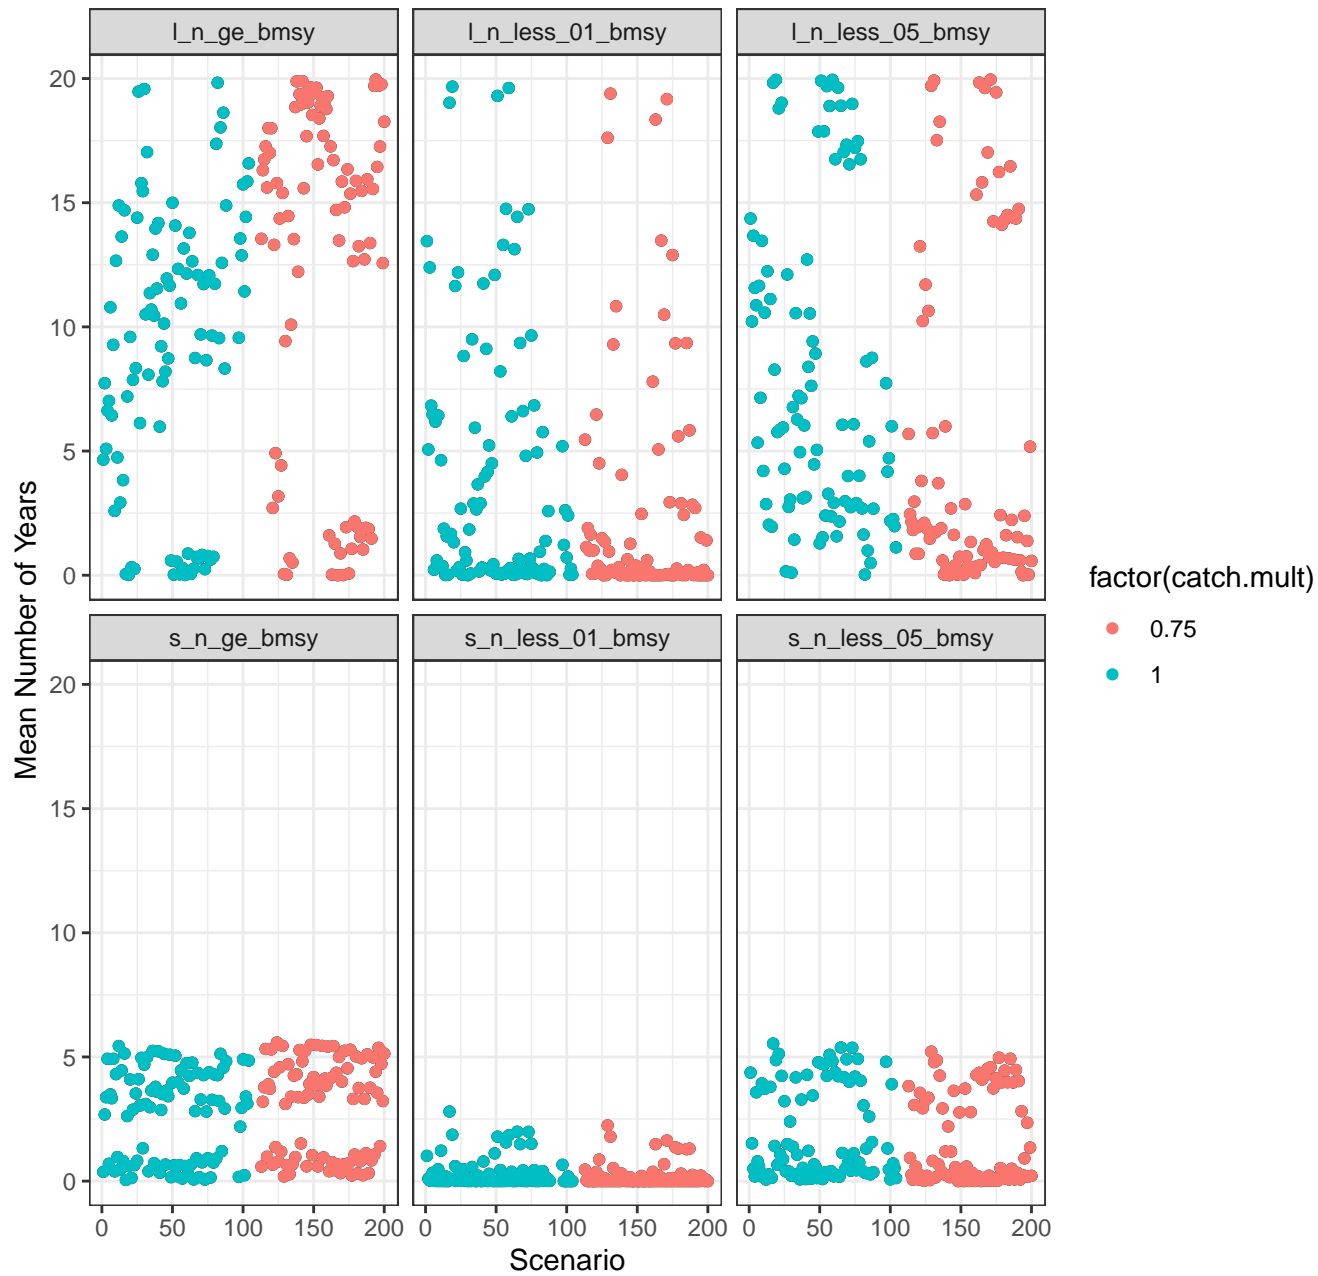 l_n_ge_bmsy
l_n_less_01_bmsy
l_n_less_05_bmsy
20
15
10
5
0
s_n_ge_bmsy
s_n_less_01_bmsy
s_n_less_05_bmsy
20
15
10
5
0
0 50 100 150 200
0 50 100 150 200
0 50 100 150 200
Scenario
Mean Number of Years
factor(catch.mult)
0.75
1